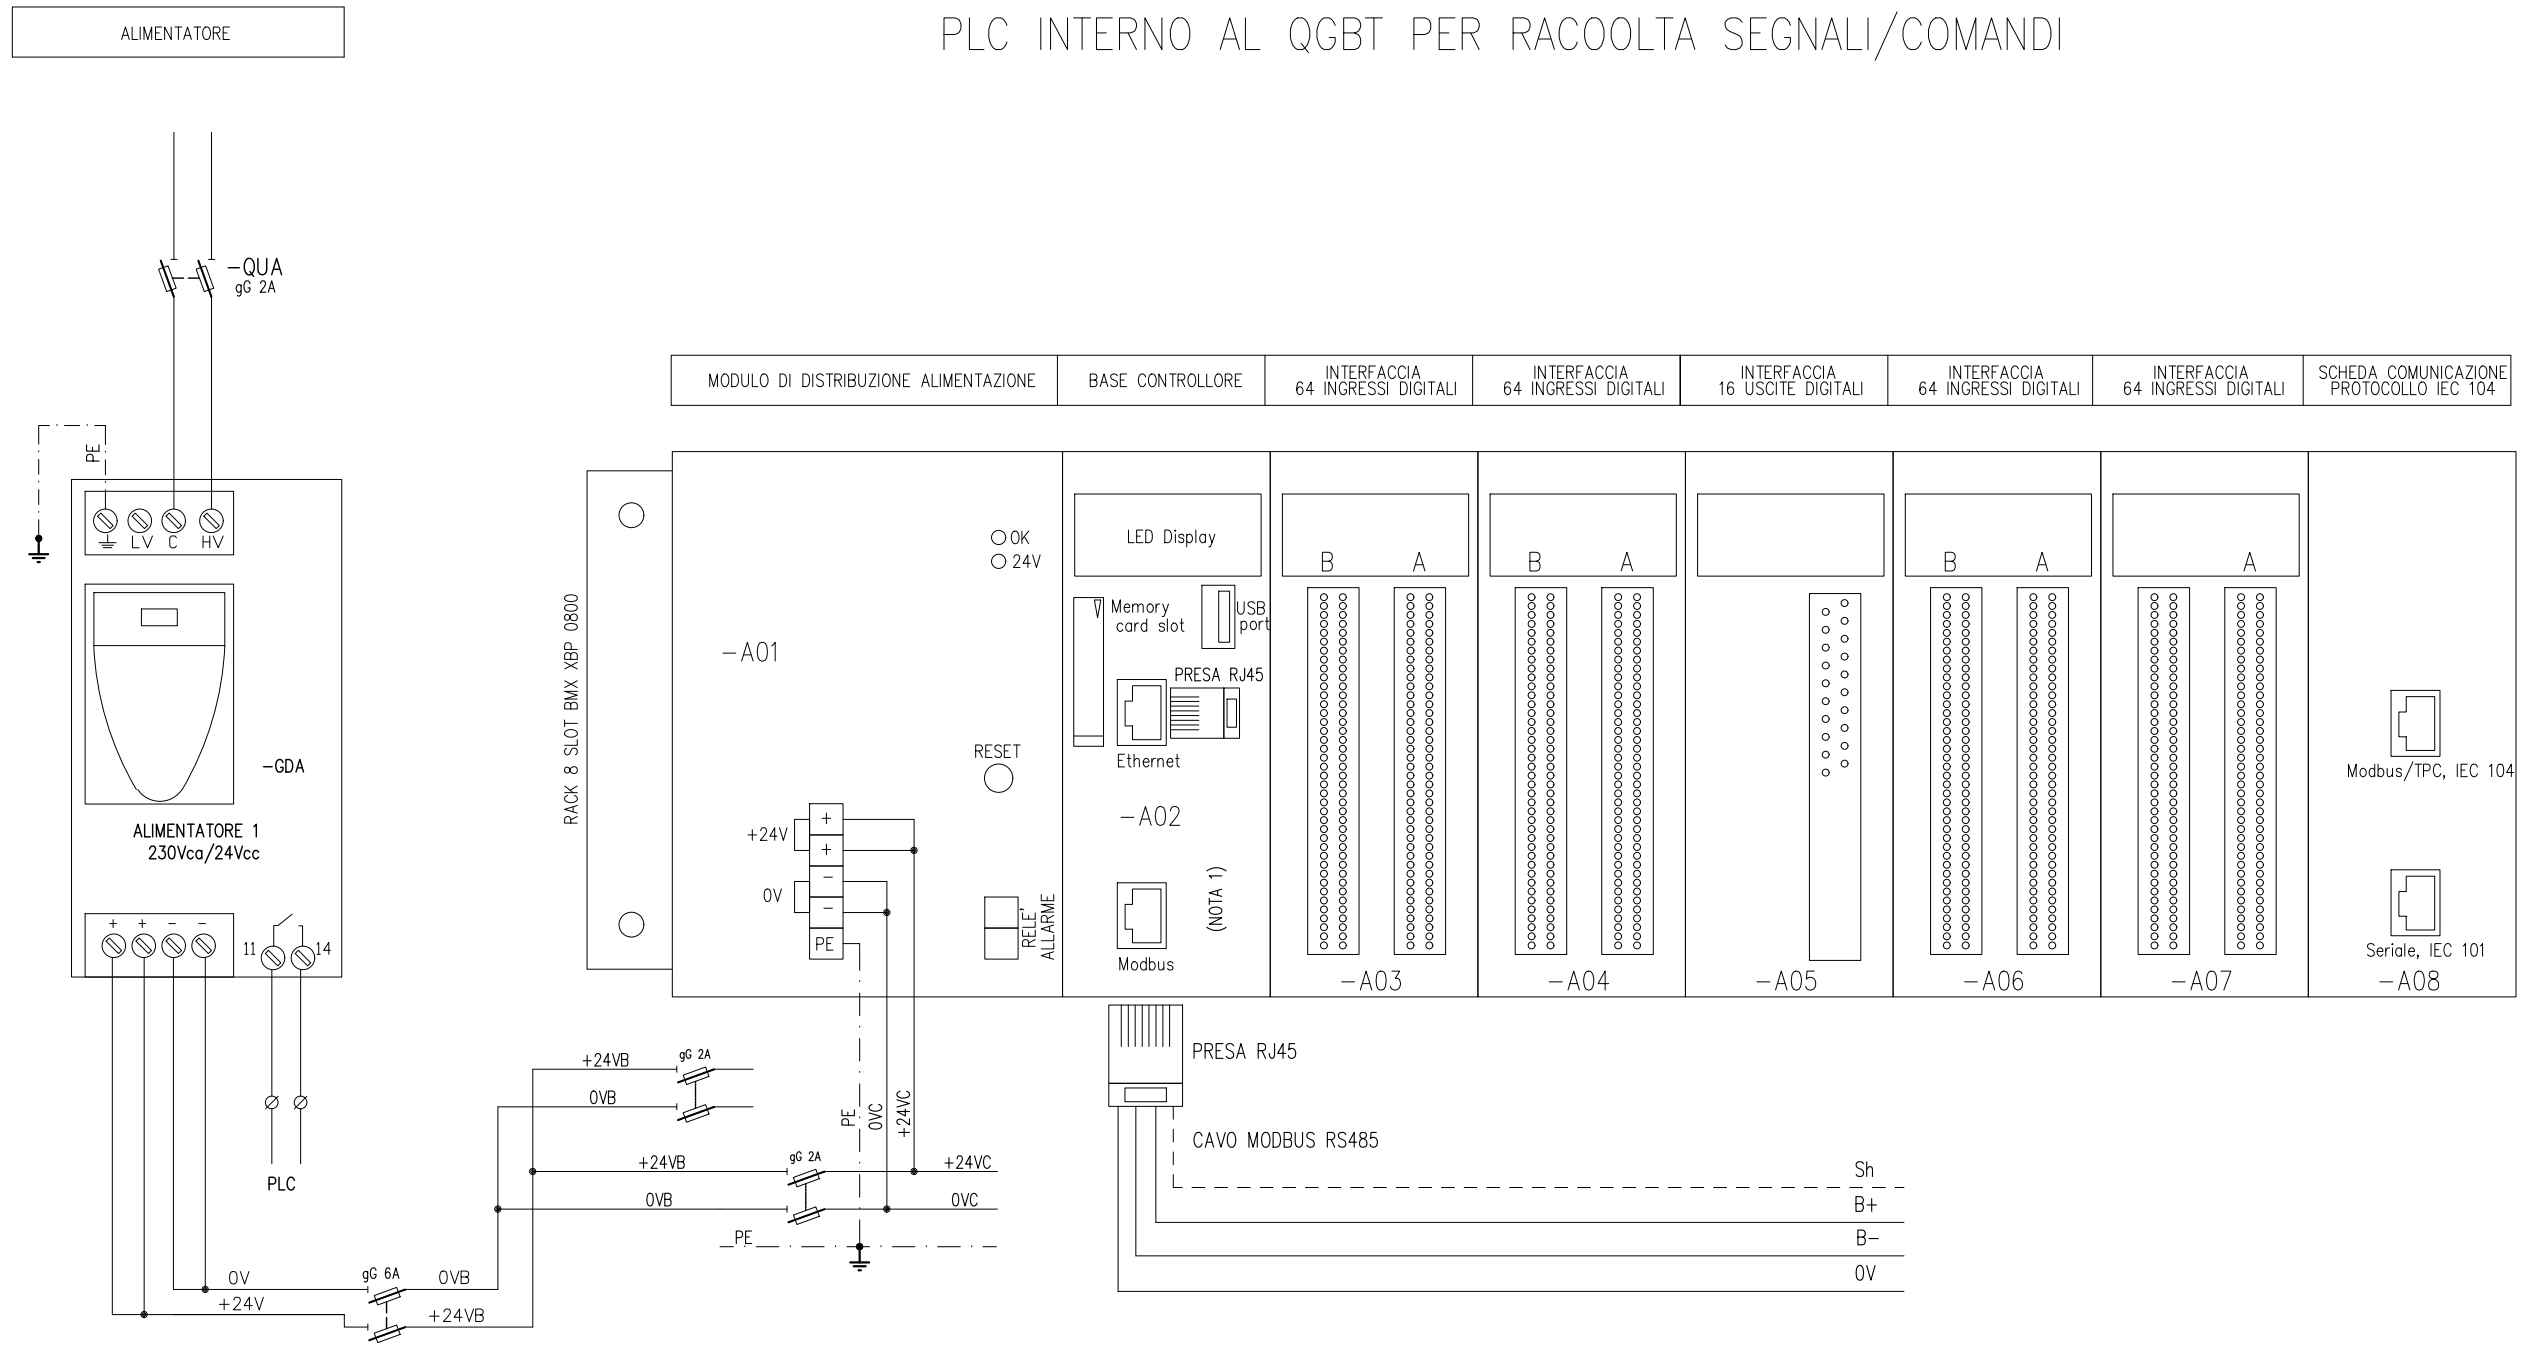 ALIMENTATORE
PLC INTERNO AL QGBT PER RACOOLTA SEGNALI/COMANDI
-QUA
gG 2A
MODULO DI DISTRIBUZIONE ALIMENTAZIONE
BASE CONTROLLORE
INTERFACCIA
64 INGRESSI DIGITALI
INTERFACCIA
64 INGRESSI DIGITALI
INTERFACCIA
16 USCITE DIGITALI
INTERFACCIA
64 INGRESSI DIGITALI
INTERFACCIA
64 INGRESSI DIGITALI
SCHEDA COMUNICAZIONE
PROTOCOLLO IEC 104
PE
LV
C
HV
-GDA
ALIMENTATORE 1
230Vca/24Vcc
+ + - -
11
14
PLC
RACK 8 SLOT BMX XBP 0800
OK
24V
-A01
RESET
+24V
+
+
0V
-
-
PE
RELE'
ALLARME
LED Display
Memory
card slot
USB
port
PRESA RJ45
Ethernet
-A02
(NOTA 1)
Modbus
B A
-A03
B A
-A04
-A05
B A
-A06
A
-A07
Modbus/TPC, IEC 104
Seriale, IEC 101
-A08
+24VB
gG 2A
0VB
PE
0VC
+24VC
+24VB
gG 2A
+24VC
0VB
0VC
PE
0V
gG 6A
0VB
+24V
+24VB
PRESA RJ45
CAVO MODBUS RS485
Sh
B+
B-
0V